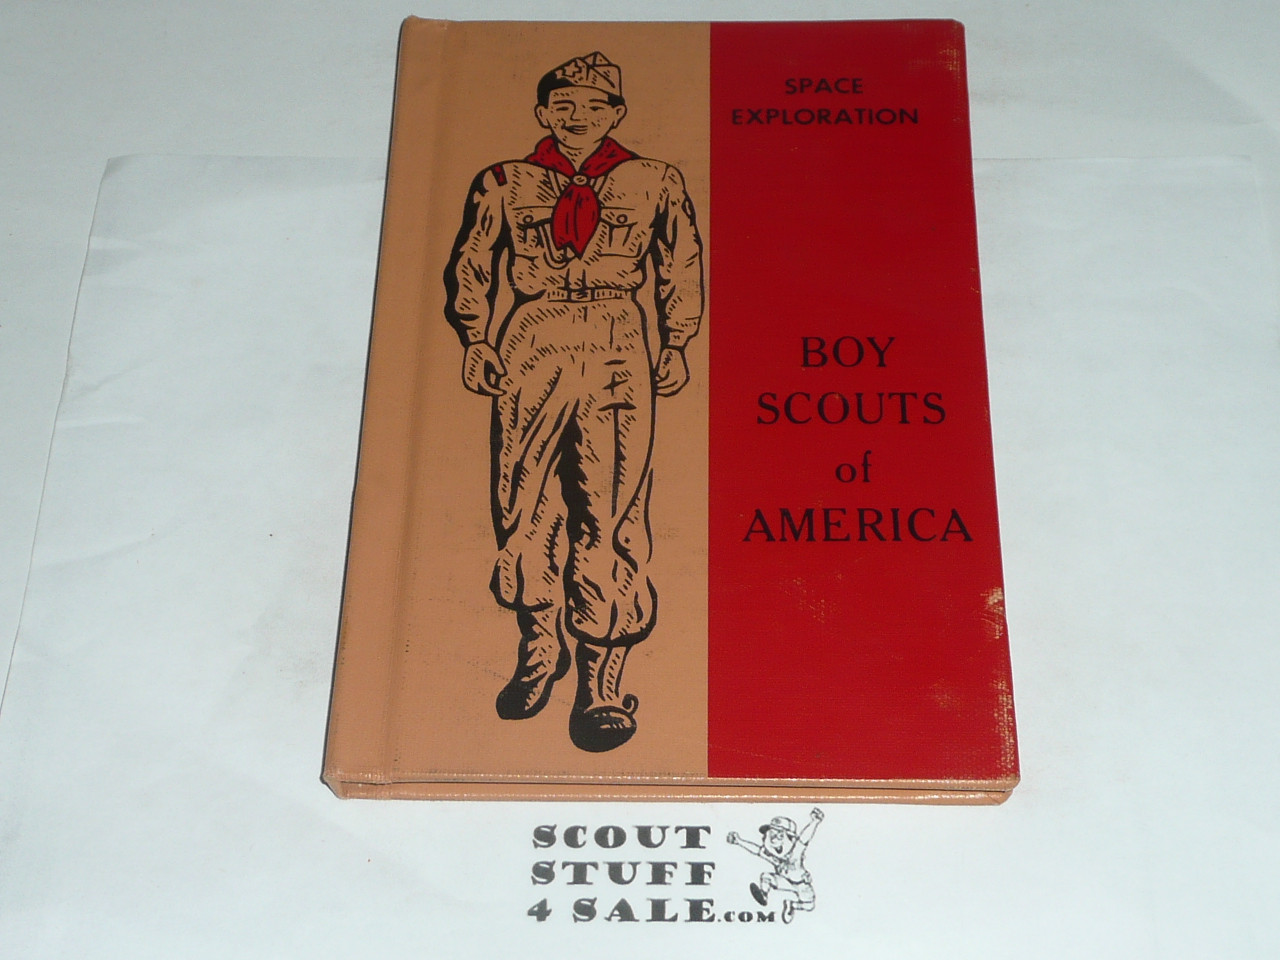 SPACE
EXPLORATION
BOY
SCOUTS
of
AMERICA
SCOUT
STUFF
4 SALE.COM